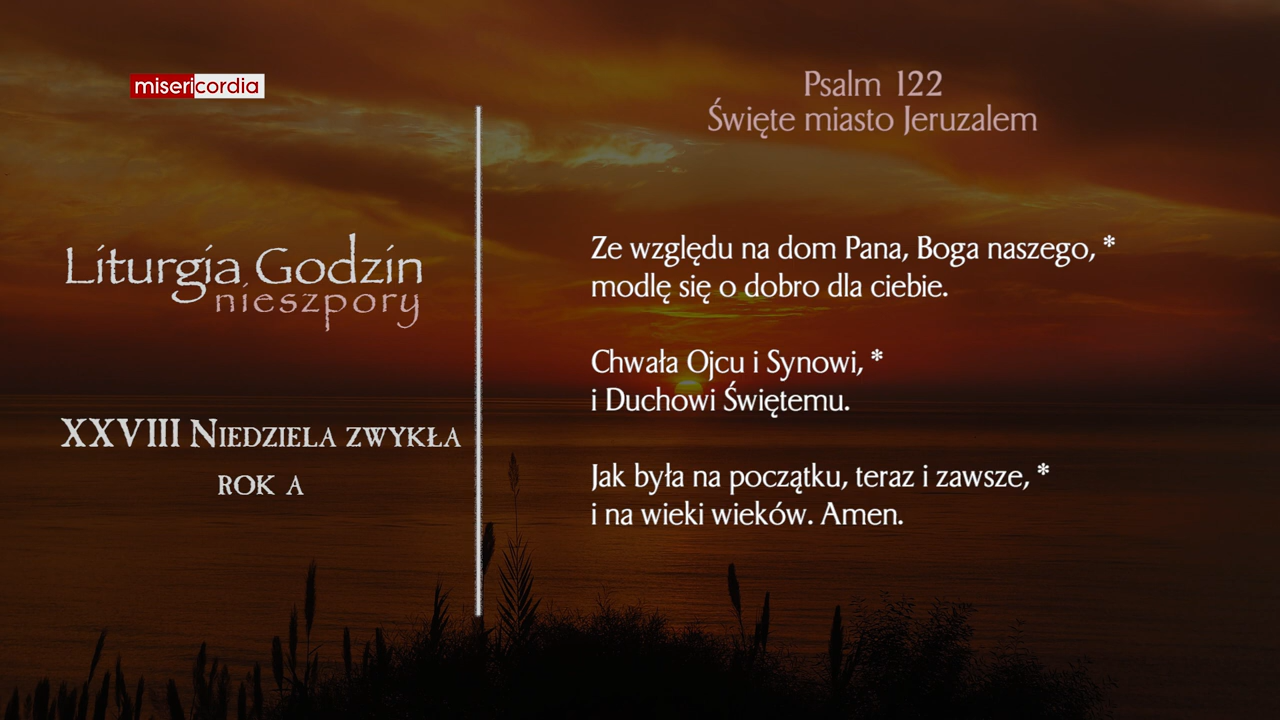 misericordia
Liturgia Godzin
nieszpory
XXVIII Niedziela zwykła
rok A
Psalm 122
Święte miasto Jeruzalem
Ze względu na dom Pana, Boga naszego, *
modlę się o dobro dla ciebie.
Chwała Ojcu i Synowi, *
i Duchowi Świętemu.
Jak była na początku, teraz i zawsze, *
i na wieki wieków. Amen.